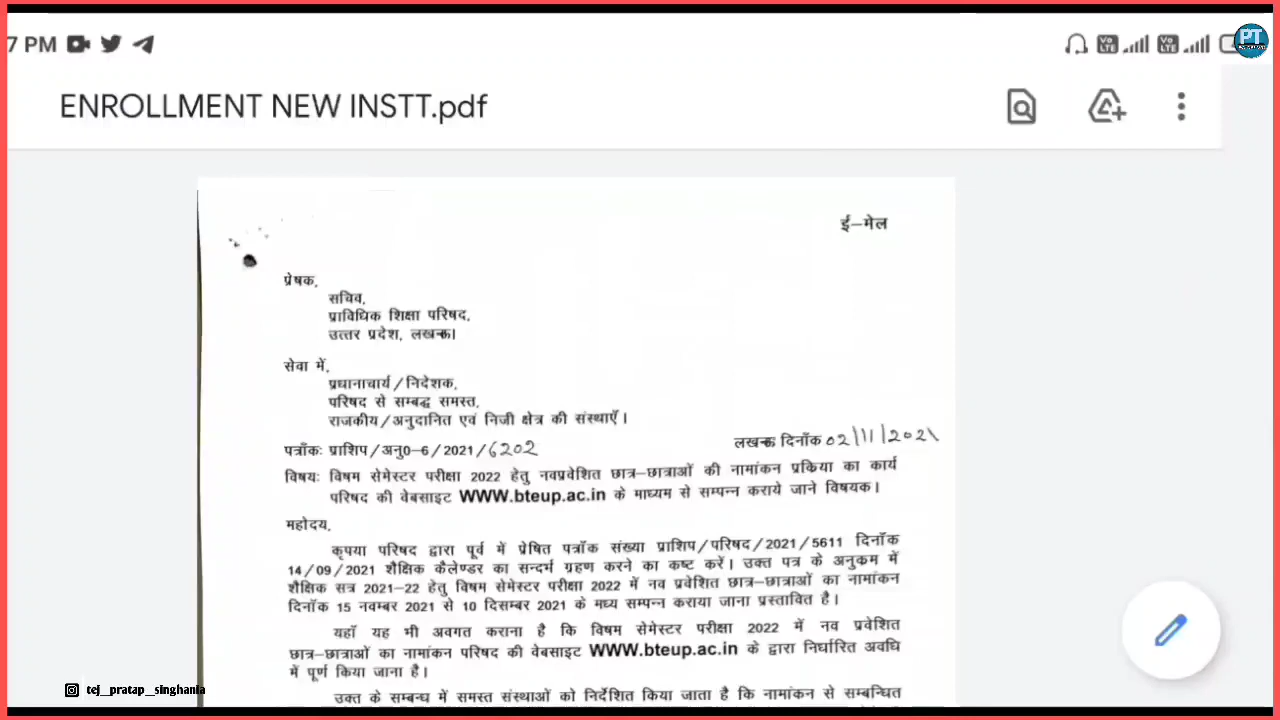 7 PM
Vo LTE Vo LTE
PT
ENROLLMENT NEW INSTT.pdf
ई–मेल
प्रेषक,
सचिव,
प्राविधिक शिक्षा परिषद,
उत्तर प्रदेश, लखनऊ।
सेवा में,
प्रधानाचार्य/निदेशक,
परिषद से सम्बद्ध समस्त,
राजकीय/अनुदानित एवं निजी क्षेत्र की संस्थाएँ।
पत्राँकः प्राशिप/अनु0-6/2021/6202 लखनऊ दिनाँक 02/11/2021
विषयः विषम सेमेस्टर परीक्षा 2022 हेतु नवप्रवेशित छात्र-छात्राओं की नामांकन प्रकिया का कार्य
परिषद की वेबसाइट WWW.bteup.ac.in के माध्यम से सम्पन्न कराये जाने विषयक।
महोदय,
कृपया परिषद द्वारा पूर्व में प्रेषित पत्राँक संख्या प्राशिप/परिषद/2021/5611 दिनाँक
14/09/2021 शैक्षिक कैलेण्डर का सन्दर्भ ग्रहण करने का कष्ट करें। उक्त पत्र के अनुकम में
शैक्षिक सत्र 2021-22 हेतु विषम सेमेस्टर परीक्षा 2022 में नव प्रवेशित छात्र-छात्राओं का नामांकन
दिनाँक 15 नवम्बर 2021 से 10 दिसम्बर 2021 के मध्य सम्पन्न कराया जाना प्रस्तावित है।
यहाँ यह भी अवगत कराना है कि विषम सेमेस्टर परीक्षा 2022 में नव प्रवेशित
छात्र-छात्राओं का नामांकन परिषद की वेबसाइट WWW.bteup.ac.in के द्वारा निर्धारित अवधि
में पूर्ण किया जाना है।
उक्त के सम्बन्ध में समस्त संस्थाओं को निर्देशित किया जाता है कि नामांकन से सम्बन्धित
tej_pratap_singhania